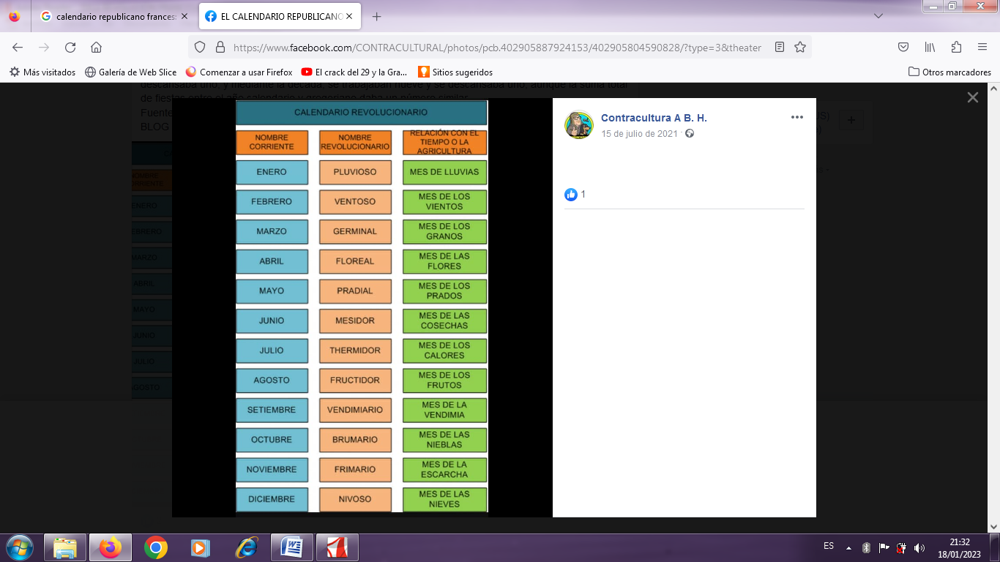 calendario republicano frances
EL CALENDARIO REPUBLICANO
https://www.facebook.com/CONTRACULTURAL/photos/pcb.402905887924153/402905804590828/?type=3&theater
Más visitados
Galería de Web Slice
Comenzar a usar Firefox
El crack del 29 y la Gra...
Sitios sugeridos
Otros marcadores
descansaba uno, y mediante la década, se trabajaban nueve y se descansaba uno, aunque la suma total
de fiestas entre el año calendario y gregoriano daba un número similar.
Fuente
BLOG
CALENDARIO REVOLUCIONARIO
NOMBRE CORRIENTE
NOMBRE REVOLUCIONARIO
RELACIÓN CON EL TIEMPO O LA AGRICULTURA
ENERO
PLUVIOSO
MES DE LLUVIAS
FEBRERO
VENTOSO
MES DE LOS
VIENTOS
MARZO
GERMINAL
MES DE LOS
GRANOS
ABRIL
FLOREAL
MES DE LAS
FLORES
MAYO
PRADIAL
MES DE LOS
PRADOS
JUNIO
MESIDOR
MES DE LAS
COSECHAS
JULIO
THERMIDOR
MES DE LOS
CALORES
AGOSTO
FRUCTIDOR
MES DE LOS
FRUTOS
SETIEMBRE
VENDIMIARIO
MES DE LA
VENDIMIA
OCTUBRE
BRUMARIO
MES DE LAS
NIEBLAS
NOVIEMBRE
FRIMARIO
MES DE LA
ESCARCHA
DICIEMBRE
NIVOSO
MES DE LAS
NIEVES
Contracultura A B. H.
15 de julio de 2021 ·
1
ES
21:32
18/01/2023